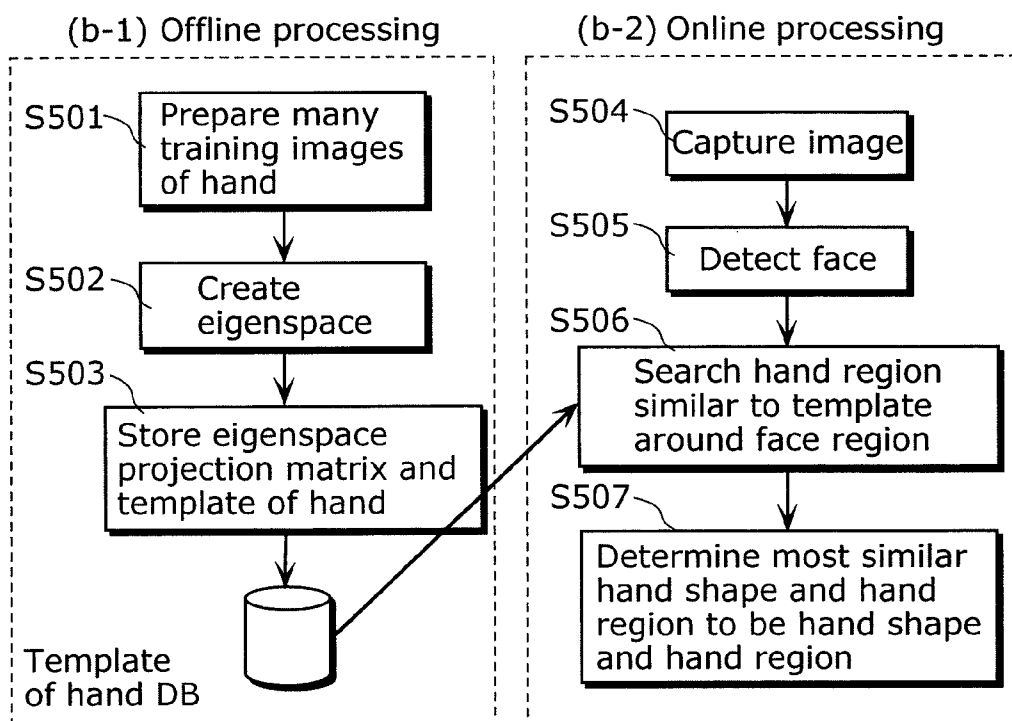 (b-1) Offline processing
S501
Prepare many
training images
of hand
S502
Create
eigenspace
S503
Store eigenspace
projection matrix and
template of hand
Template
of hand DB
(b-2) Online processing
S504
Capture image
S505
Detect face
S506
Search hand region
similar to template
around face region
S507
Determine most similar
hand shape and hand
region to be hand shape
and hand region